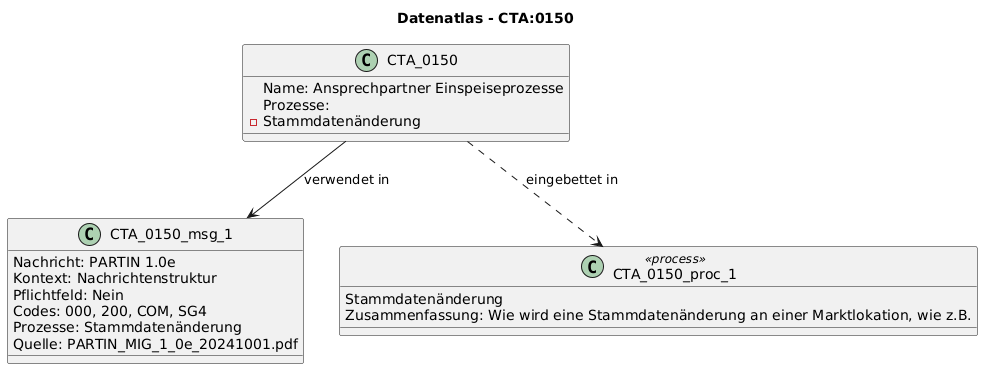 Datenatlas - CTA:0150
C CTA_0150
Name: Ansprechpartner Einspeiseprozesse
Prozesse:
Stammdatenänderung
verwendet in
eingebettet in
C CTA_0150_msg_1
Nachricht: PARTIN 1.0e
Kontext: Nachrichtenstruktur
Pflichtfeld: Nein
Codes: 000, 200, COM, SG4
Prozesse: Stammdatenänderung
Quelle: PARTIN_MIG_1_0e_20241001.pdf
«process»
C CTA_0150_proc_1
Stammdatenänderung
Zusammenfassung: Wie wird eine Stammdatenänderung an einer Marktlokation, wie z.B.